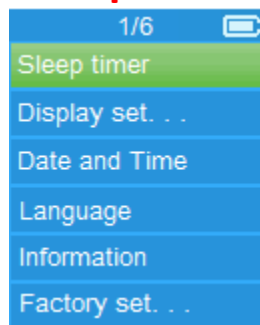 1/6
Sleep timer
Display set. . .
Date and Time
Language
Information
Factory set. . .